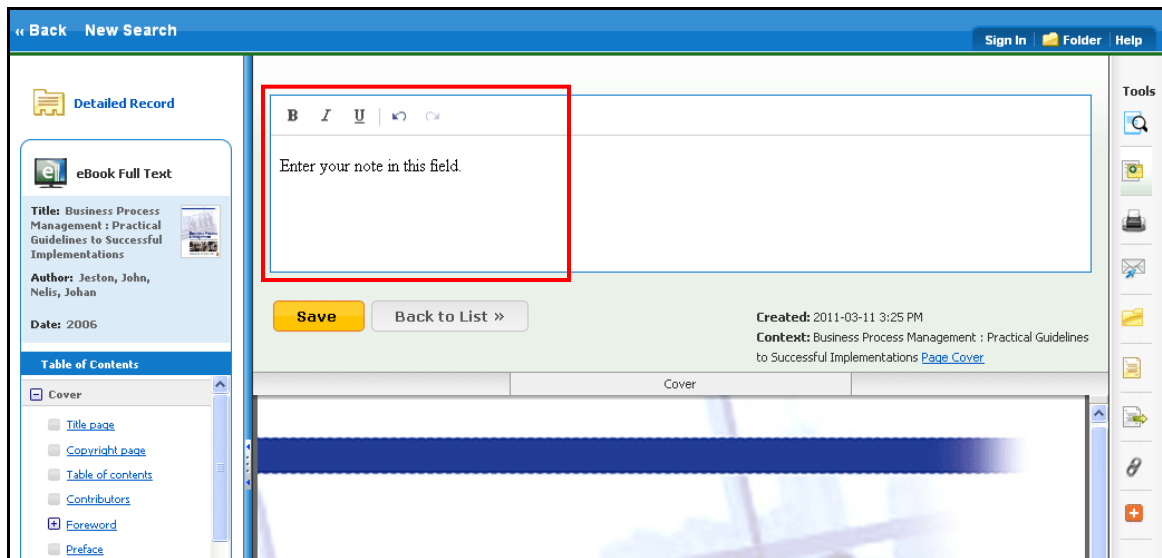 ‹‹ Back New Search
Sign In Folder Help
Detailed Record
eBook Full Text
Title: Business Process
Management : Practical
Guidelines to Successful
Implementations
Author: Jeston, John,
Nelis, Johan
Date: 2006
Table of Contents
Cover
Title page
Copyright page
Table of contents
Contributors
Foreword
Preface
B I U
Enter your note in this field.
Save Back to List »
Created: 2011-03-11 3:25 PM
Context: Business Process Management : Practical Guidelines
to Successful Implementations Page Cover
Cover
Tools